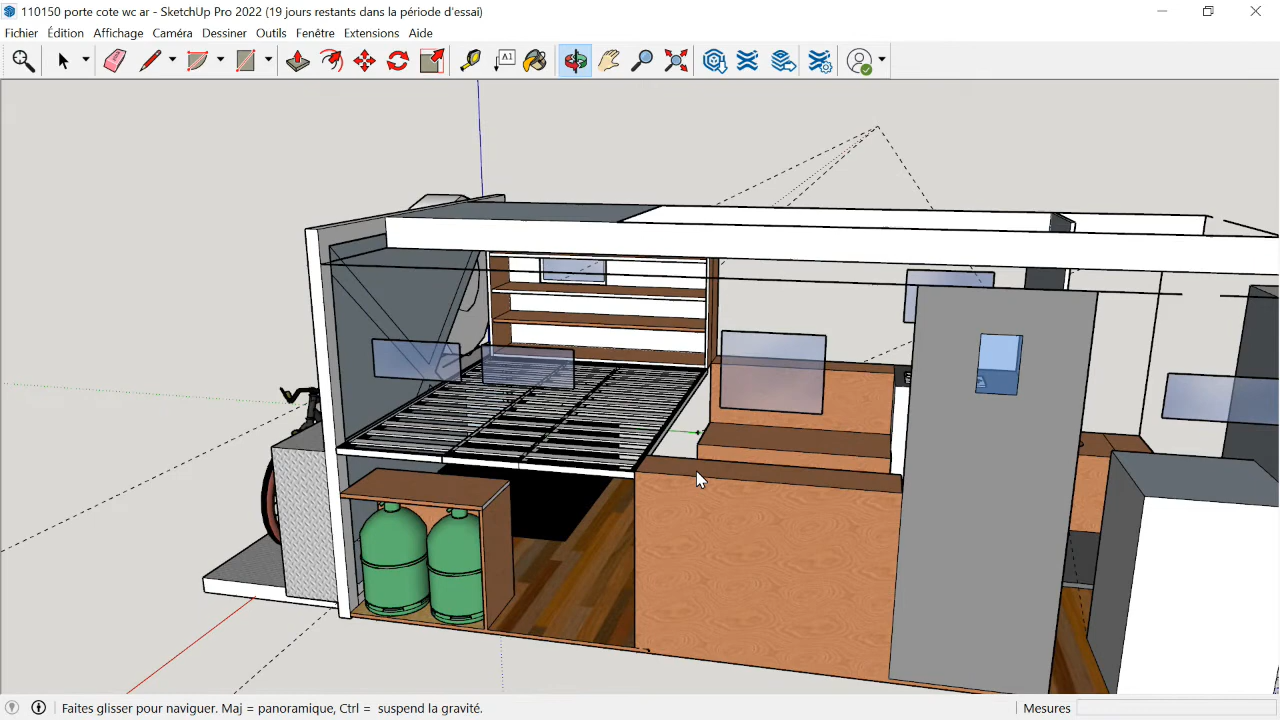 110150 porte cote wc ar - SketchUp Pro 2022 (19 jours restants dans la période d'essai)
Fichier Édition Affichage Caméra Dessiner Outils Fenêtre Extensions Aide
A1
Faites glisser pour naviguer. Maj = panoramique, Ctrl = suspend la gravité.
Mesures